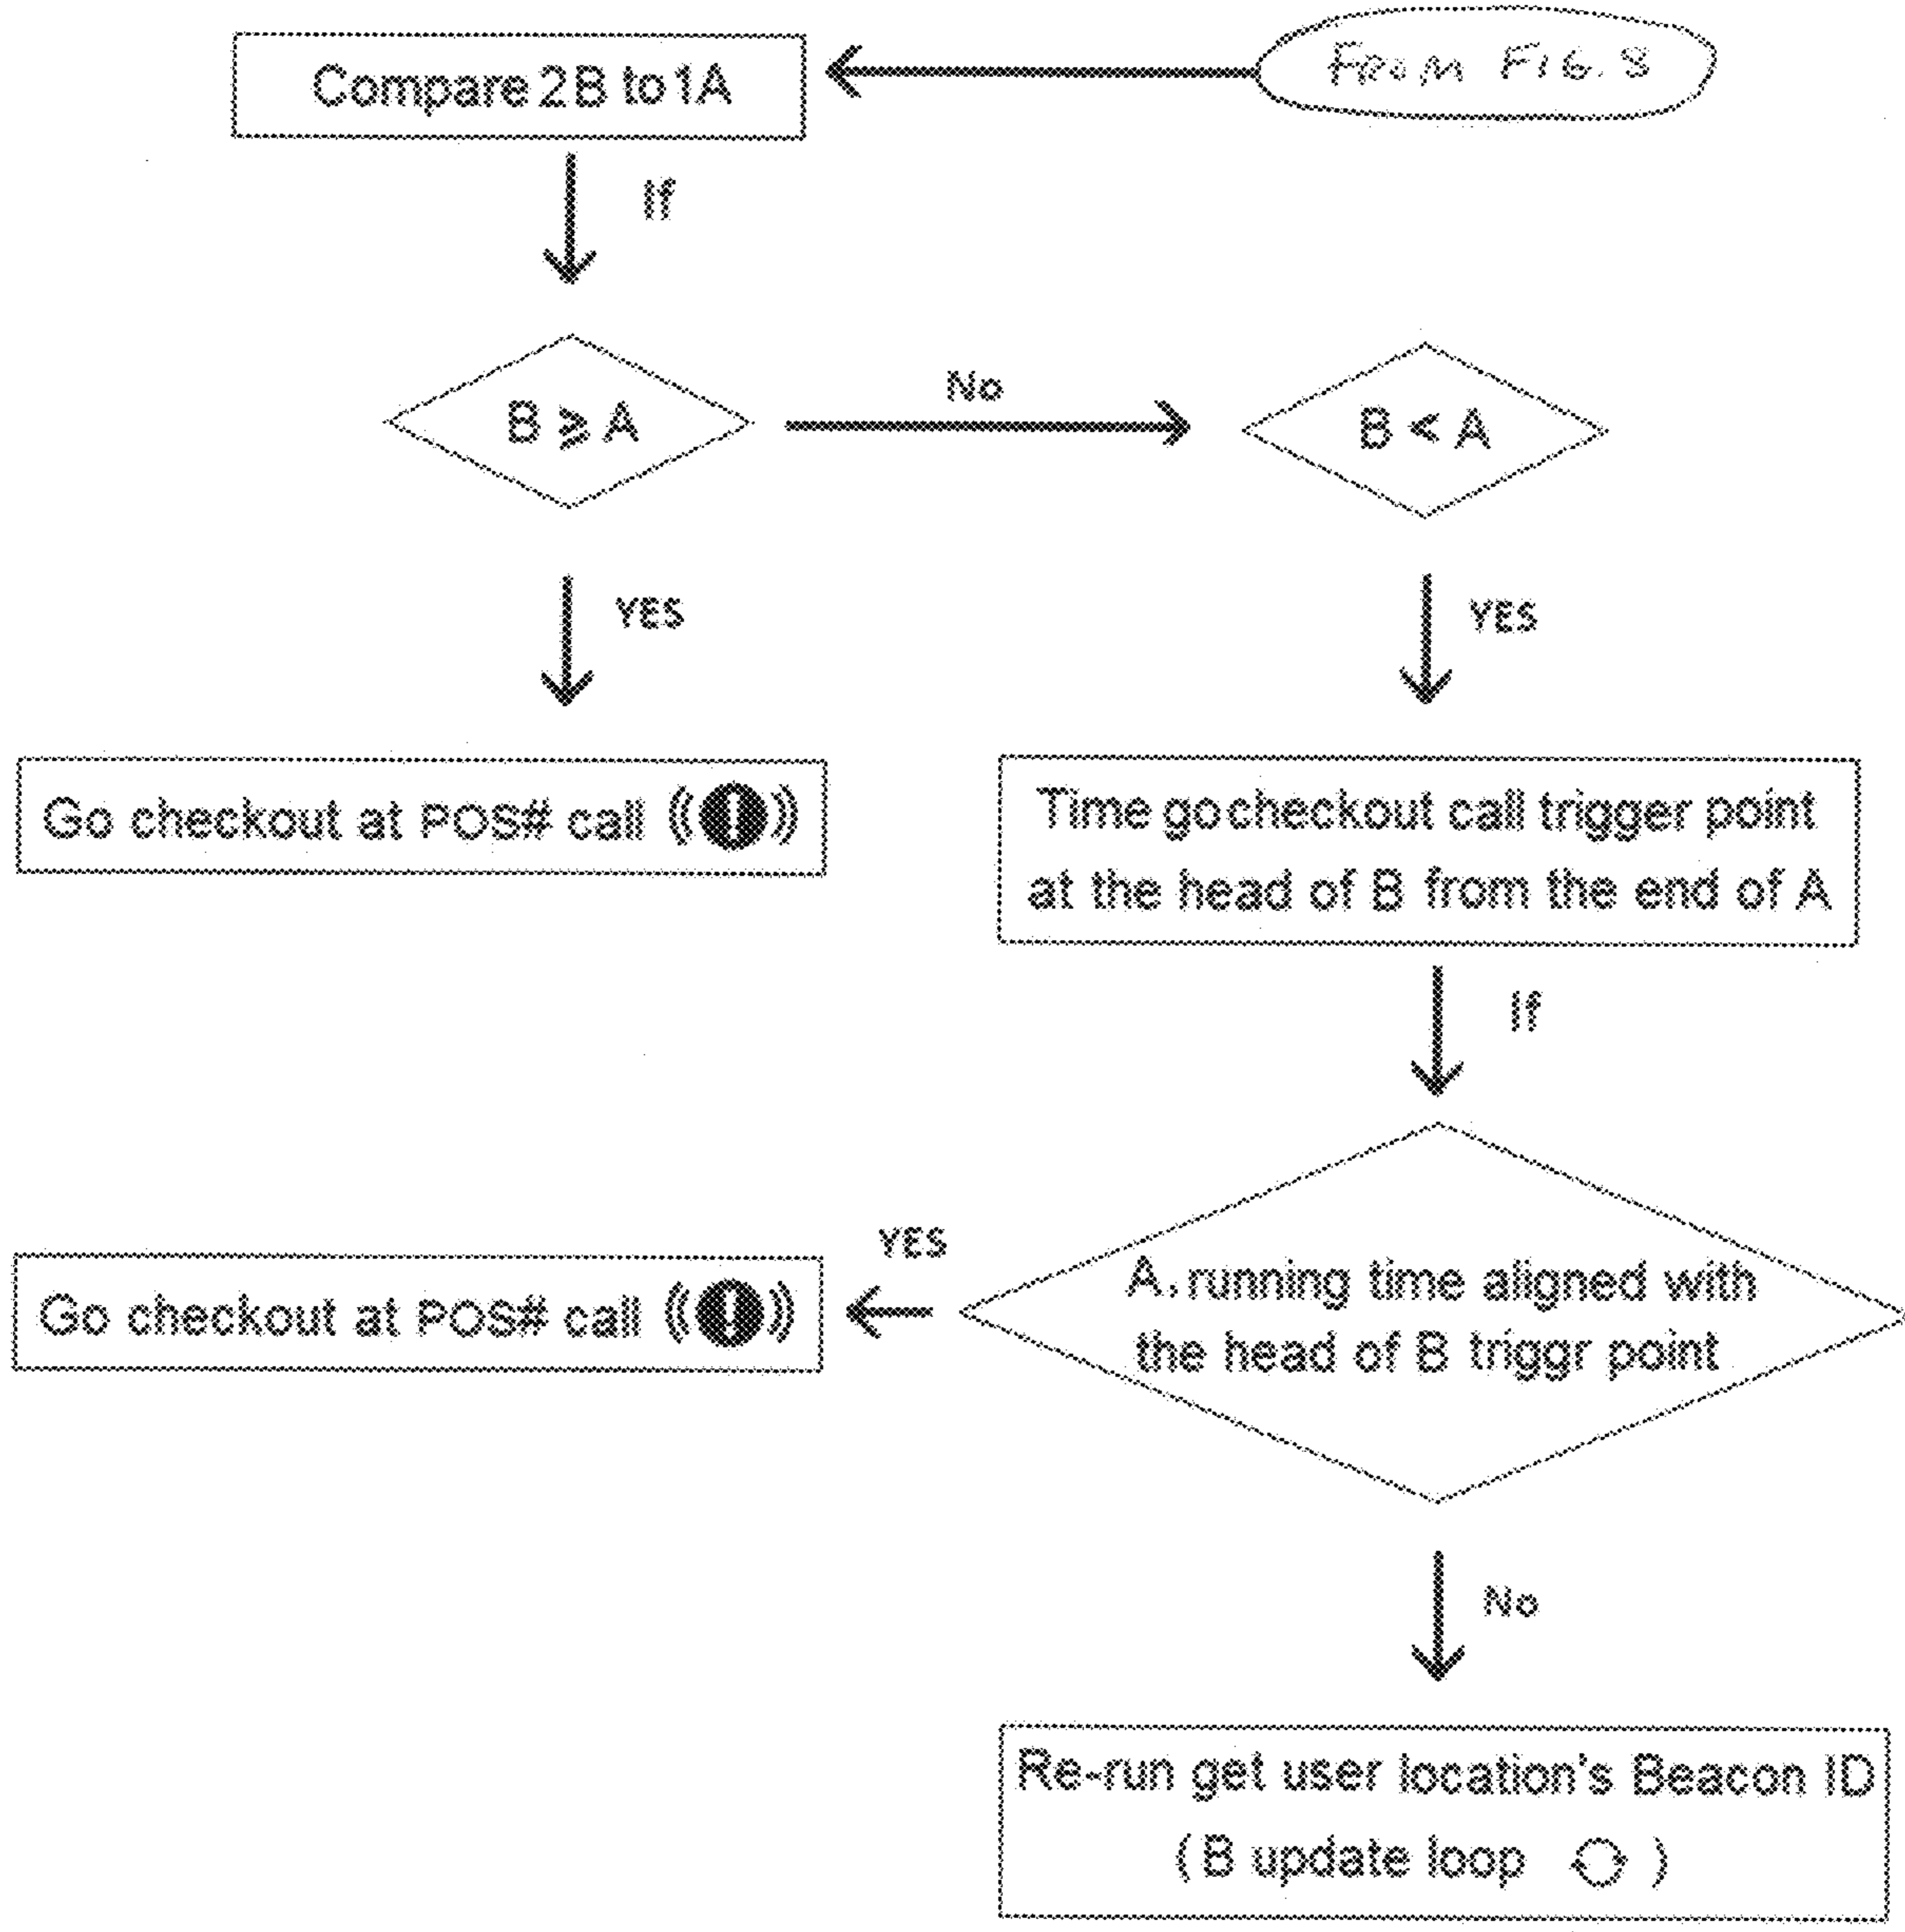 FROM FIG. 8
Compare 2B to 1A
If
B ⩾ A
No
B < A
YES
YES
Go checkout at POS# call
Time go checkout call trigger point
at the head of B from the end of A
If
A. running time aligned with
the head of B triggr point
YES
Go checkout at POS# call
No
Re-run get user location's Beacon ID
( B update loop )